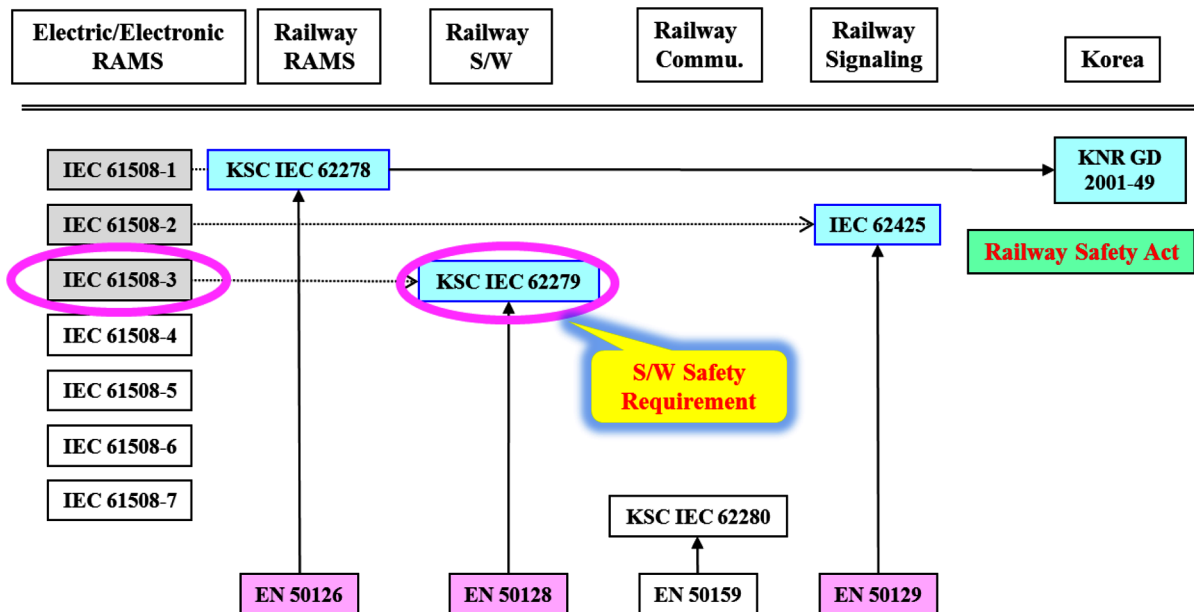 Electric/Electronic
RAMS
Railway
RAMS
Railway
S/W
Railway
Commu.
Railway
Signaling
Korea
IEC 61508-1
KSC IEC 62278
KNR GD
2001-49
IEC 61508-2
IEC 62425
Railway Safety Act
IEC 61508-3
KSC IEC 62279
IEC 61508-4
S/W Safety
Requirement
IEC 61508-5
IEC 61508-6
IEC 61508-7
KSC IEC 62280
EN 50126
EN 50128
EN 50159
EN 50129